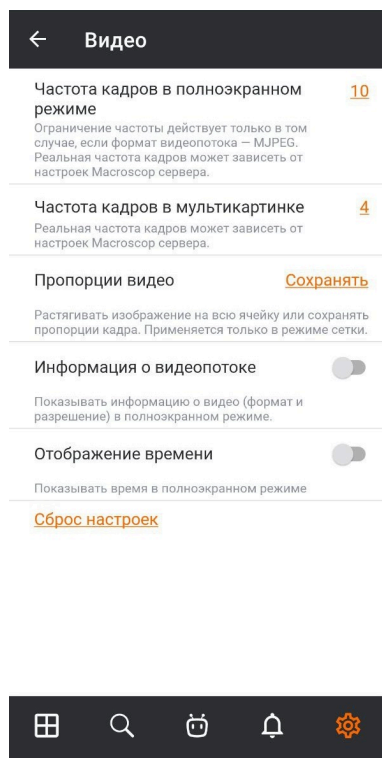 Видео
Частота кадров в полноэкранном 10
режиме
Ограничение частоты действует только в том
случае, если формат видеопотока — MJPEG.
Реальная частота кадров может зависеть от
настроек Macroscop сервера.
Частота кадров в мультикартинке 4
Реальная частота кадров может зависеть от
настроек Macroscop сервера.
Пропорции видео Сохранять
Растягивать изображение на всю ячейку или сохранять
пропорции кадра. Применяется только в режиме сетки.
Информация о видеопотоке
Показывать информацию о видео (формат и
разрешение) в полноэкранном режиме.
Отображение времени
Показывать время в полноэкранном режиме
Сброс настроек